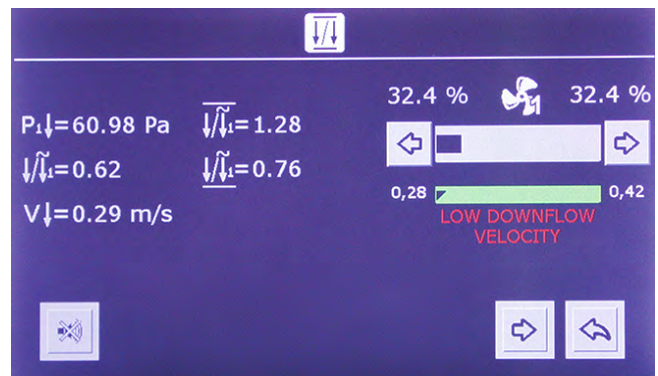 32.4 % 1 32.4 %
P₁↓=60.98 Pa
↓/↓̃₁=1.28
↓/↓̃₁=0.62
↓/↓̃₁=0.76
V↓=0.29 m/s
0,28 0,42
LOW DOWNFLOW
VELOCITY